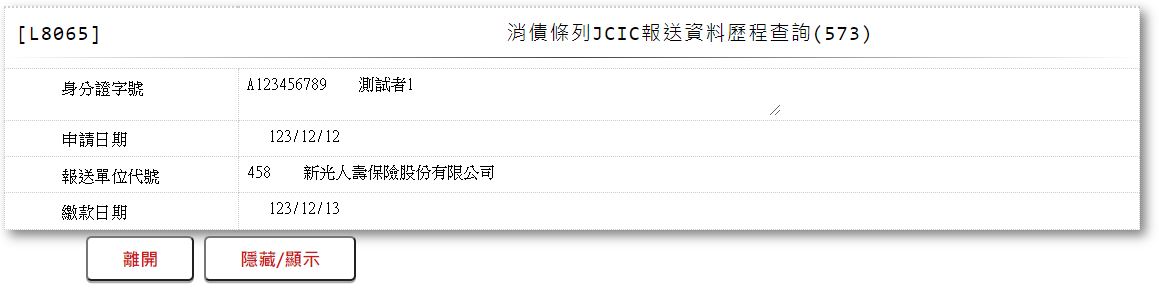 [L8065] 消債條列JCIC報送資料歷程查詢(573)
身分證字號 A123456789 測試者1
申請日期 123/12/12
報送單位代號 458 新光人壽保險股份有限公司
繳款日期 123/12/13
離開 隱藏/顯示